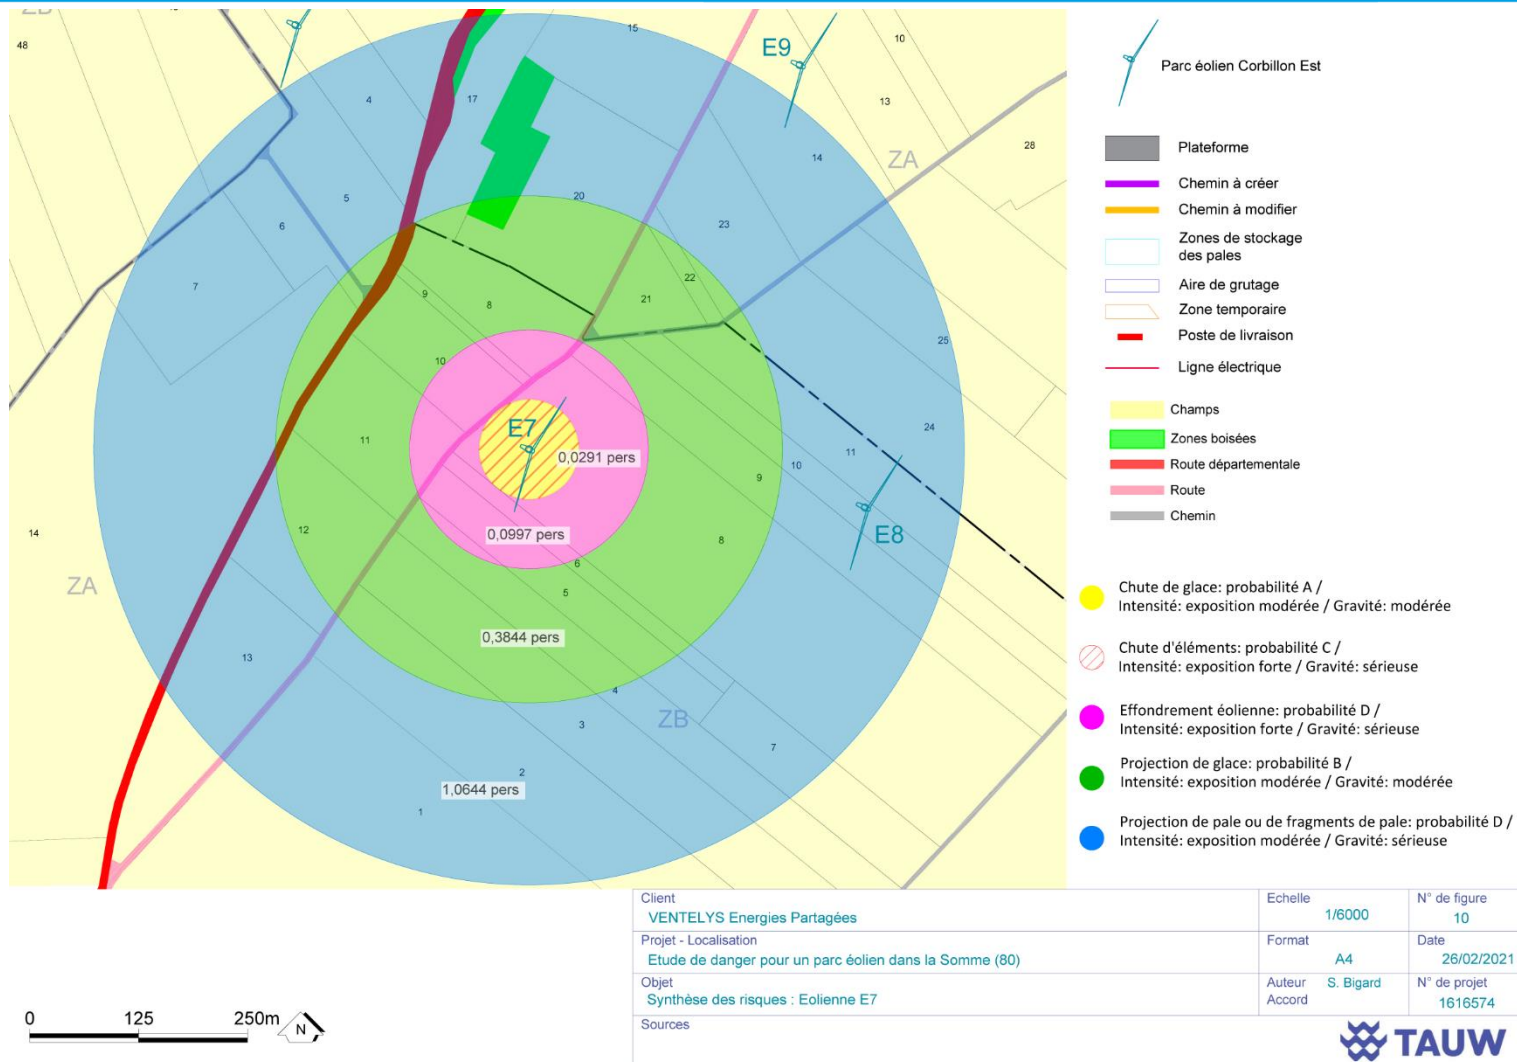 ZB
48
4
17
15
E9
10
13
28
14
ZA
5
6
20
23
7
9
8
22
21
25
10
E7
11
0,0291 pers
10
11
24
9
12
0,0997 pers
8
E8
14
6
5
ZA
0,3844 pers
13
4
3
ZB
7
2
1,0644 pers
1
Parc éolien Corbillon Est
Plateforme
Chemin à créer
Chemin à modifier
Zones de stockage
des pales
Aire de grutage
Zone temporaire
Poste de livraison
Ligne électrique
Champs
Zones boisées
Route départementale
Route
Chemin
Chute de glace: probabilité A /
Intensité: exposition modérée / Gravité: modérée
Chute d'éléments: probabilité C /
Intensité: exposition forte / Gravité: sérieuse
Effondrement éolienne: probabilité D /
Intensité: exposition forte / Gravité: sérieuse
Projection de glace: probabilité B /
Intensité: exposition modérée / Gravité: modérée
Projection de pale ou de fragments de pale: probabilité D /
Intensité: exposition modérée / Gravité: sérieuse
0 125 250m
N
Client
VENTELYS Energies Partagées
Echelle
1/6000
N° de figure
10
Projet - Localisation
Etude de danger pour un parc éolien dans la Somme (80)
Format
A4
Date
26/02/2021
Objet
Synthèse des risques : Eolienne E7
Auteur S. Bigard
Accord
N° de projet
1616574
Sources
TAUW